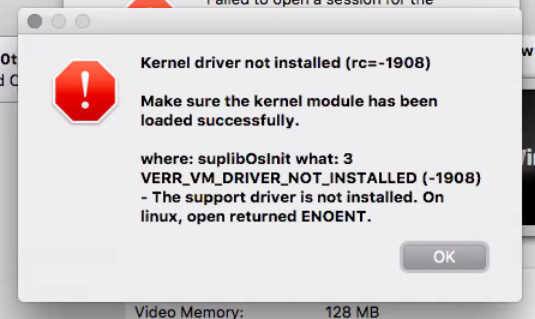 Failed to open a session for the
Kernel driver not installed (rc=-1908)
Make sure the kernel module has been
loaded successfully.
where: suplibOsInit what: 3
VERR_VM_DRIVER_NOT_INSTALLED (-1908)
- The support driver is not installed. On
linux, open returned ENOENT.
OK
Video Memory: 128 MB